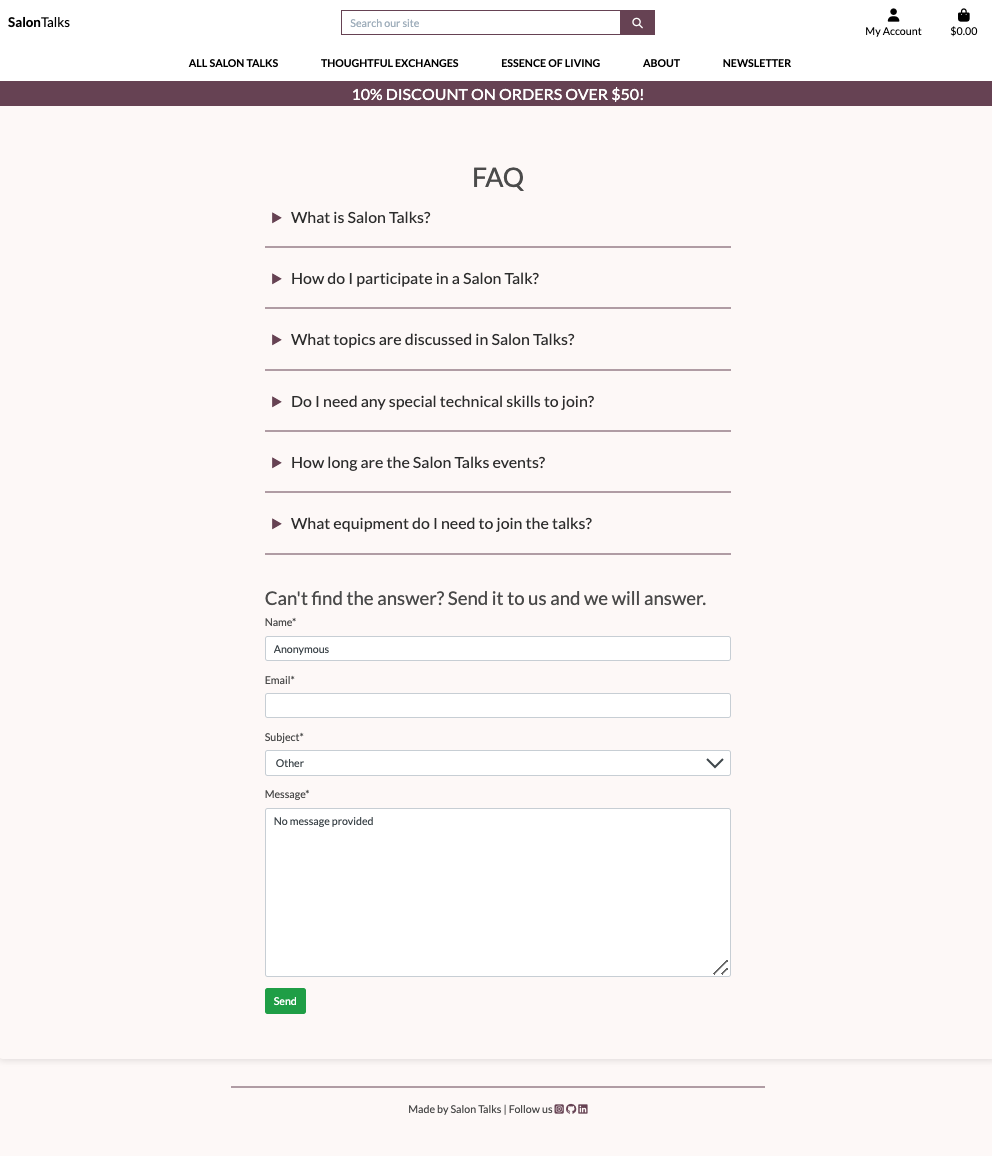 SalonTalks
Search our site
My Account
$0.00
ALL SALON TALKS
THOUGHTFUL EXCHANGES
ESSENCE OF LIVING
ABOUT
NEWSLETTER
10% DISCOUNT ON ORDERS OVER $50!
FAQ
What is Salon Talks?
How do I participate in a Salon Talk?
What topics are discussed in Salon Talks?
Do I need any special technical skills to join?
How long are the Salon Talks events?
What equipment do I need to join the talks?
Can't find the answer? Send it to us and we will answer.
Name*
Anonymous
Email*
Subject*
Other
Message*
No message provided
Send
Made by Salon Talks | Follow us